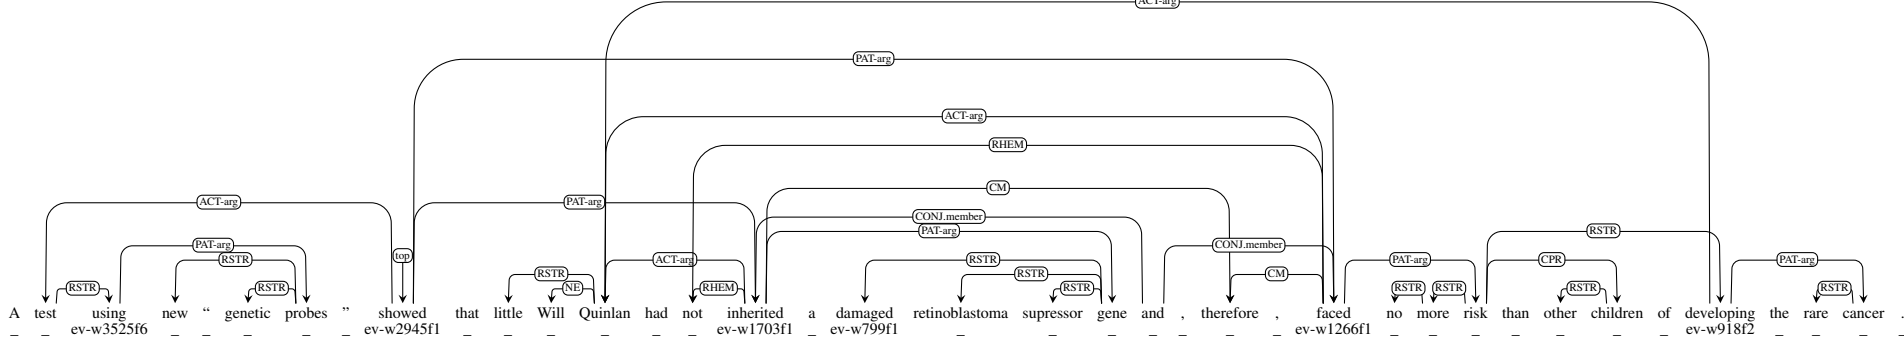 ACT-arg
PAT-arg
ACT-arg
RHEM
CM
ACT-arg PAT-arg
CONJ.member
PAT-arg RSTR
PAT-arg CONJ.member
top
RSTR ACT-arg RSTR PAT-arg CPR PAT-arg
RSTR RSTR CM
RSTR RSTR NE RHEM RSTR RSTR RSTR RSTR RSTR
A test using new “ genetic probes ” showed that little Will Quinlan had not inherited a damaged retinoblastoma supressor gene and , therefore , faced no more risk than other children of developing the rare cancer .
_ _ ev-w3525f6 _ _ _ _ _ ev-w2945f1 _ _ _ _ _ _ ev-w1703f1 _ ev-w799f1 _ _ _ _ _ _ _ ev-w1266f1 _ _ _ _ _ _ _ ev-w918f2 _ _ _ _